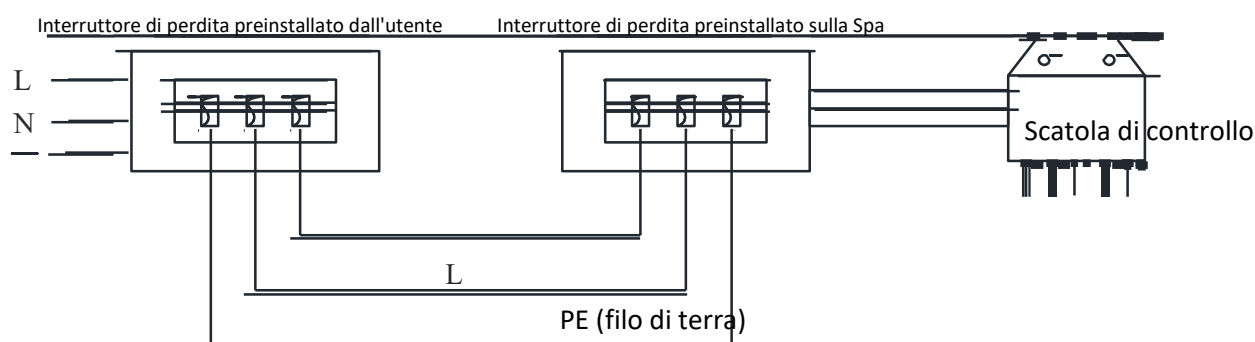 Interruttore di perdita preinstallato dall'utente
Interruttore di perdita preinstallato sulla Spa
L
N
Scatola di controllo
L
PE (filo di terra)